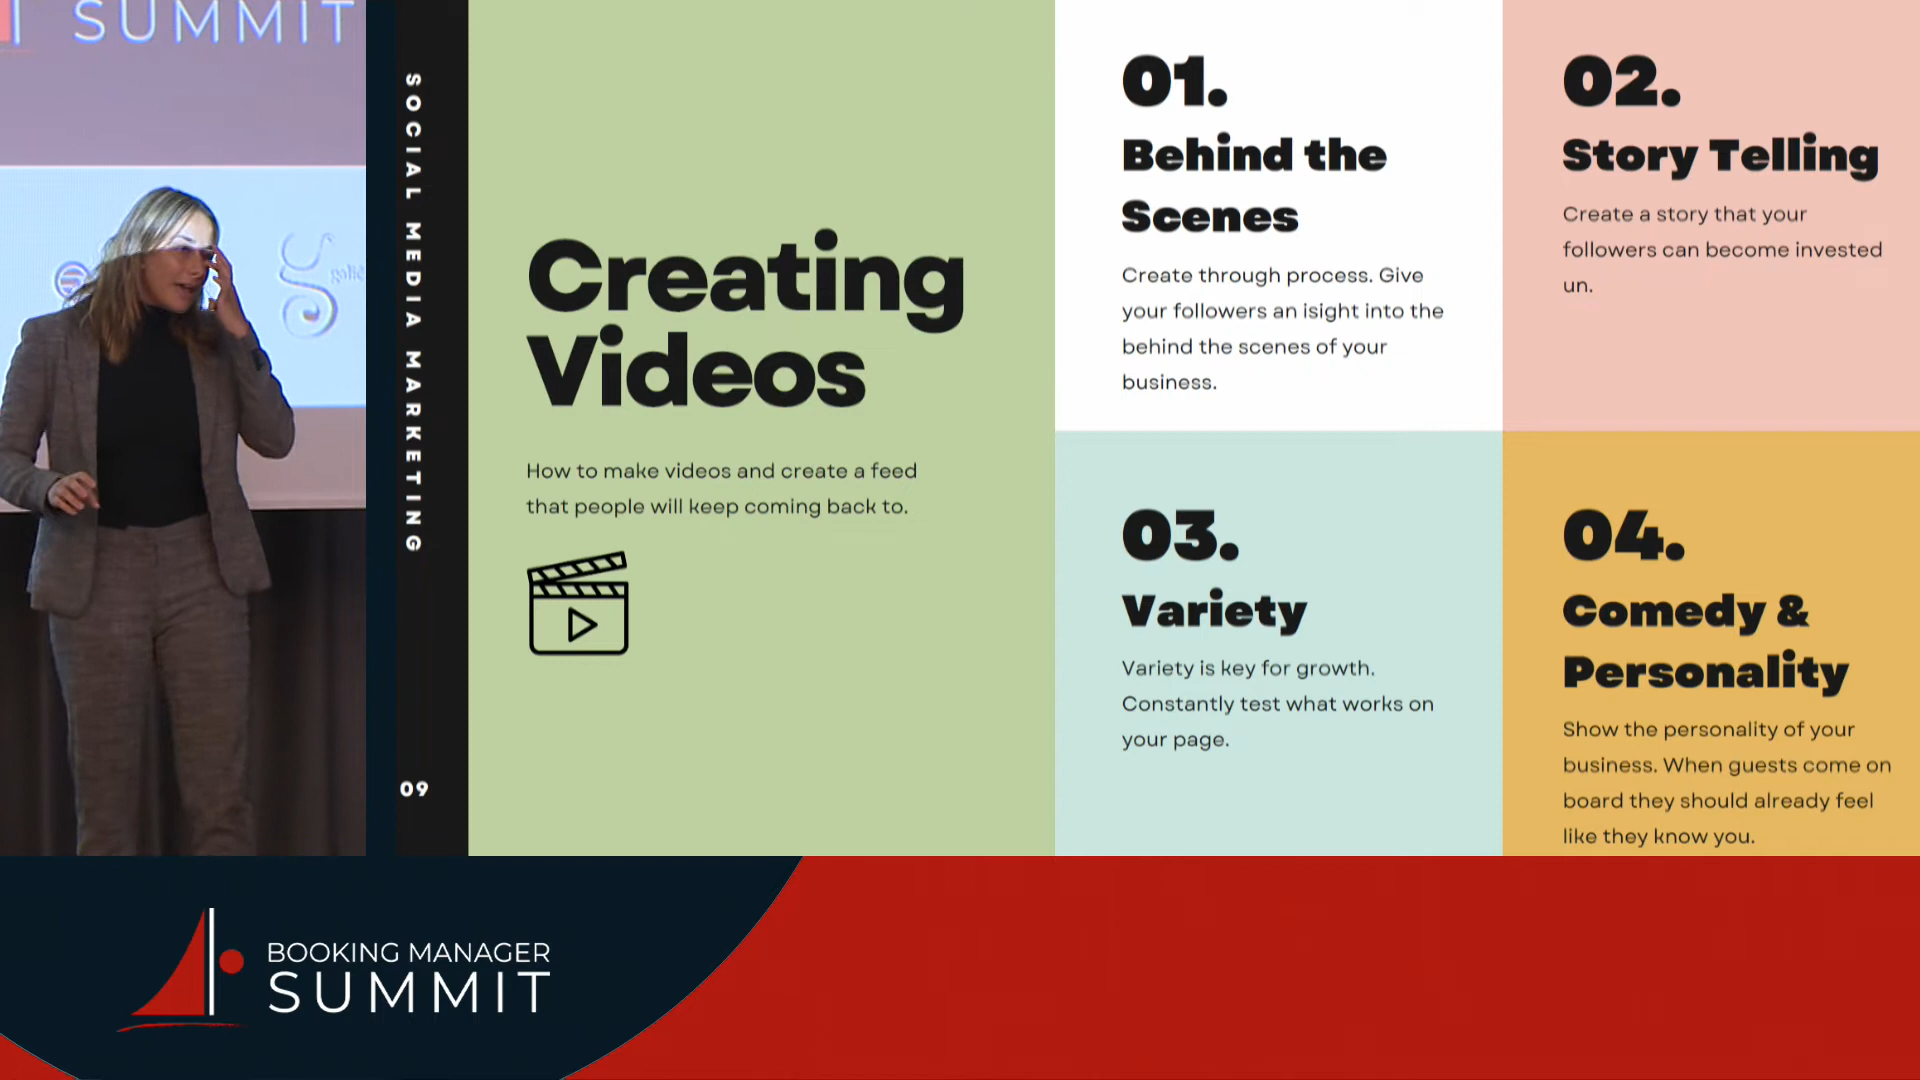 SUMMIT
SOCIAL MEDIA MARKETING
09
Creating
Videos
How to make videos and create a feed
that people will keep coming back to.
01.
Behind the
Scenes
Create through process. Give
your followers an isight into the
behind the scenes of your
business.
02.
Story Telling
Create a story that your
followers can become invested
un.
03.
Variety
Variety is key for growth.
Constantly test what works on
your page.
04.
Comedy &
Personality
Show the personality of your
business. When guests come on
board they should already feel
like they know you.
BOOKING MANAGER
SUMMIT